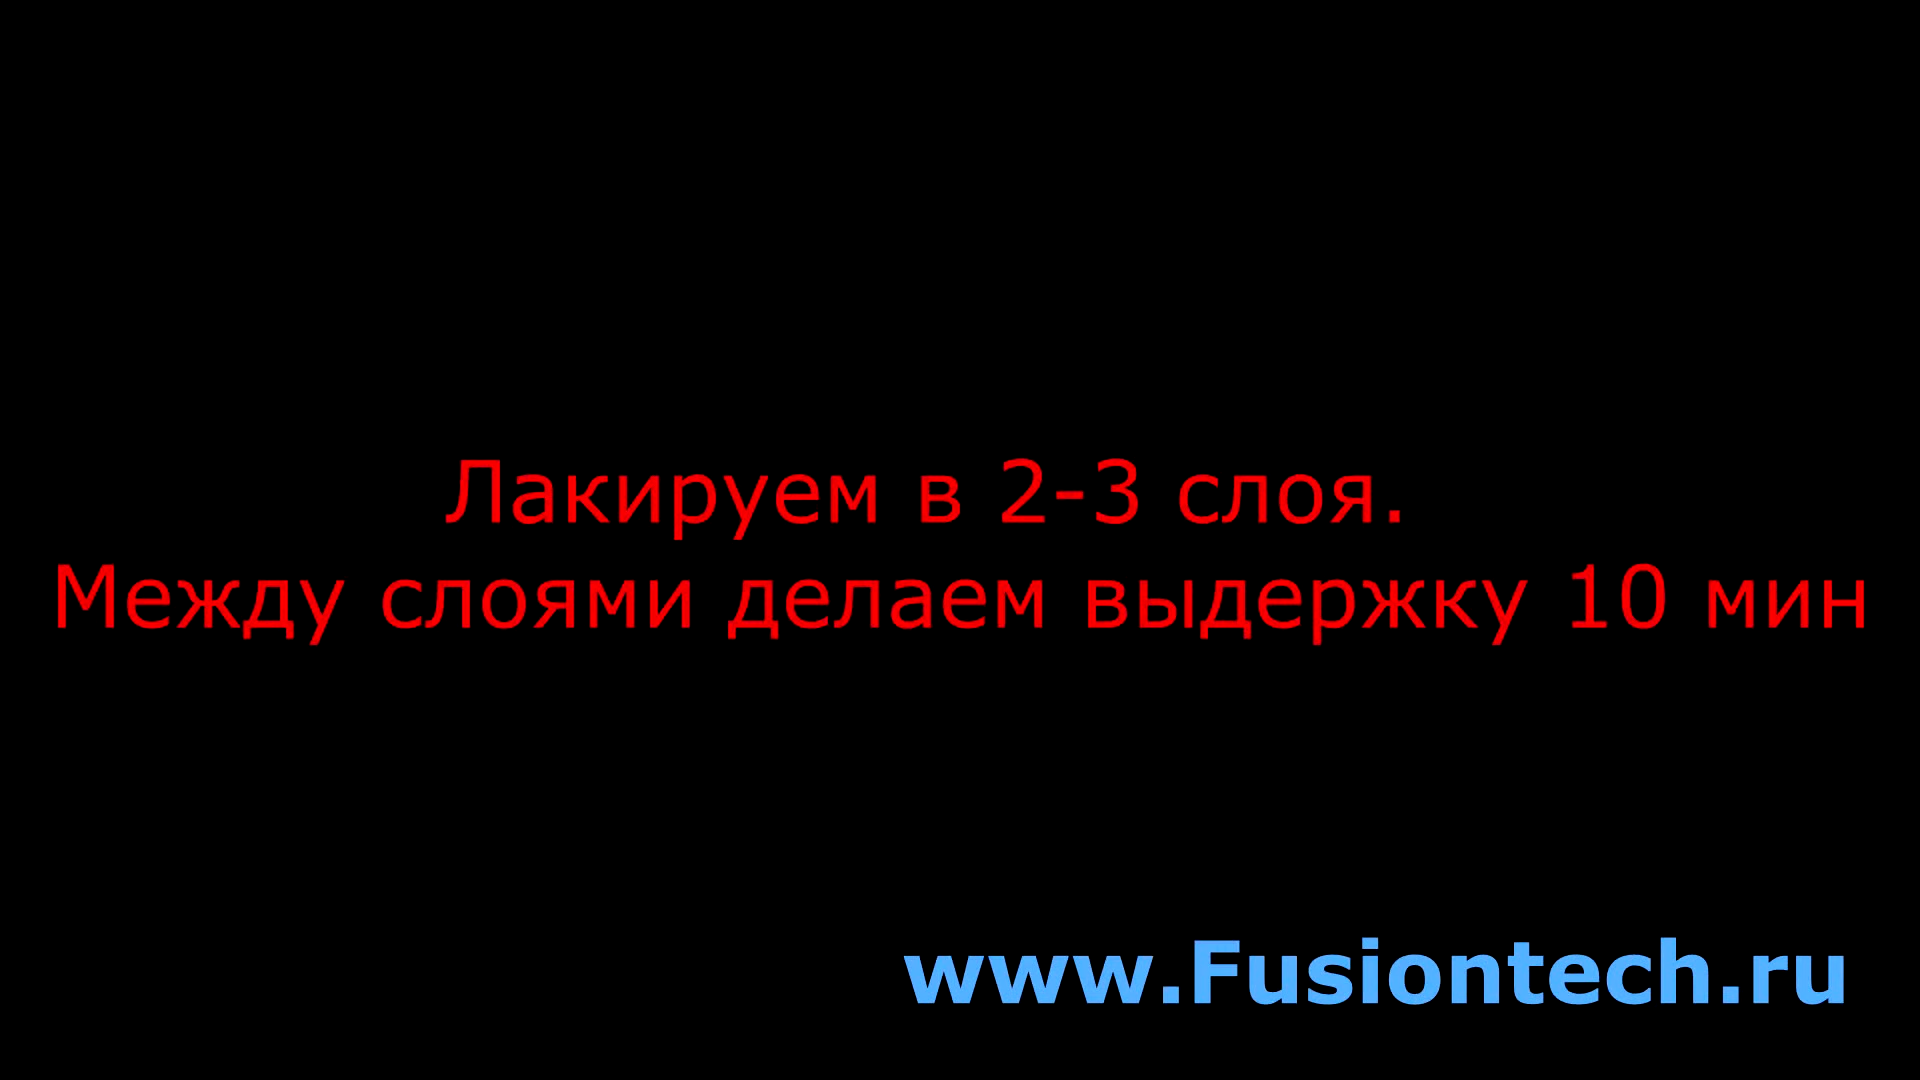 Лакируем в 2-3 слоя.
Между слоями делаем выдержку 10 мин
www.Fusiontech.ru